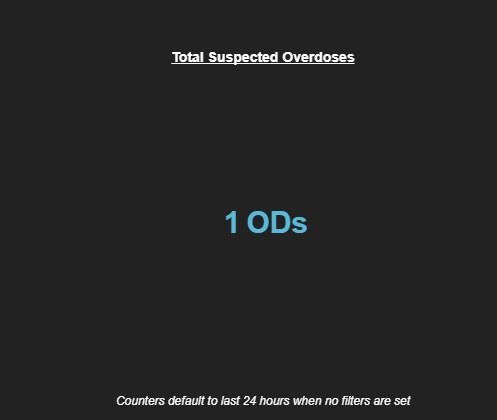 Total Suspected Overdoses
1 ODs
Counters default to last 24 hours when no filters are set